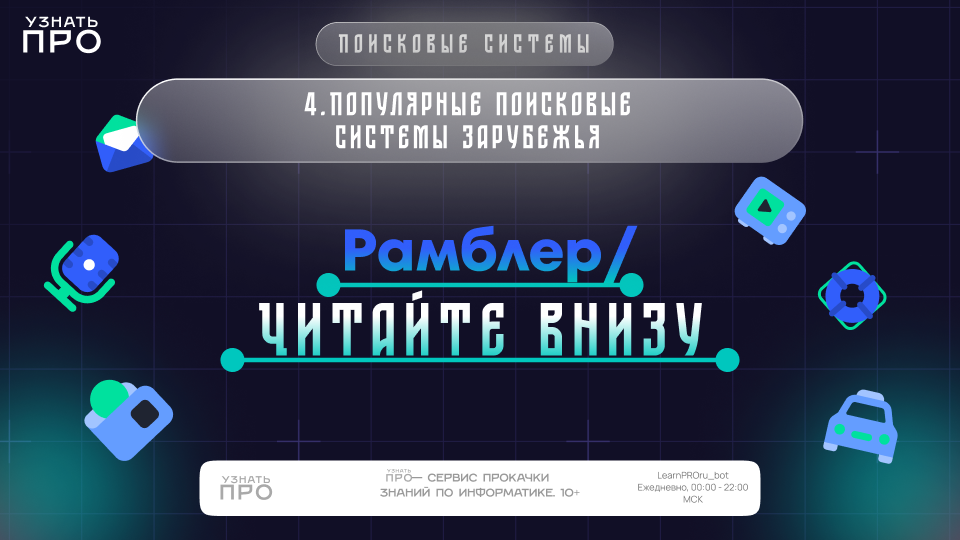 УЗНАТЬ
ПРО
ПОИСКОВЫЕ СИСТЕМЫ
4.ПОПУЛЯРНЫЕ ПОИСКОВЫЕ
СИСТЕМЫ ЗАРУБЕЖЬЯ
Рамблер/
ЧИТАЙТЕ ВНИЗУ
УЗНАТЬ
ПРО
УЗНАТЬ
ПРО— СЕРВИС ПРОКАЧКИ
ЗНАНИЙ ПО ИНФОРМАТИКЕ. 10+
LearnPROru_bot
Ежедневно, 00:00 - 22:00
МСК